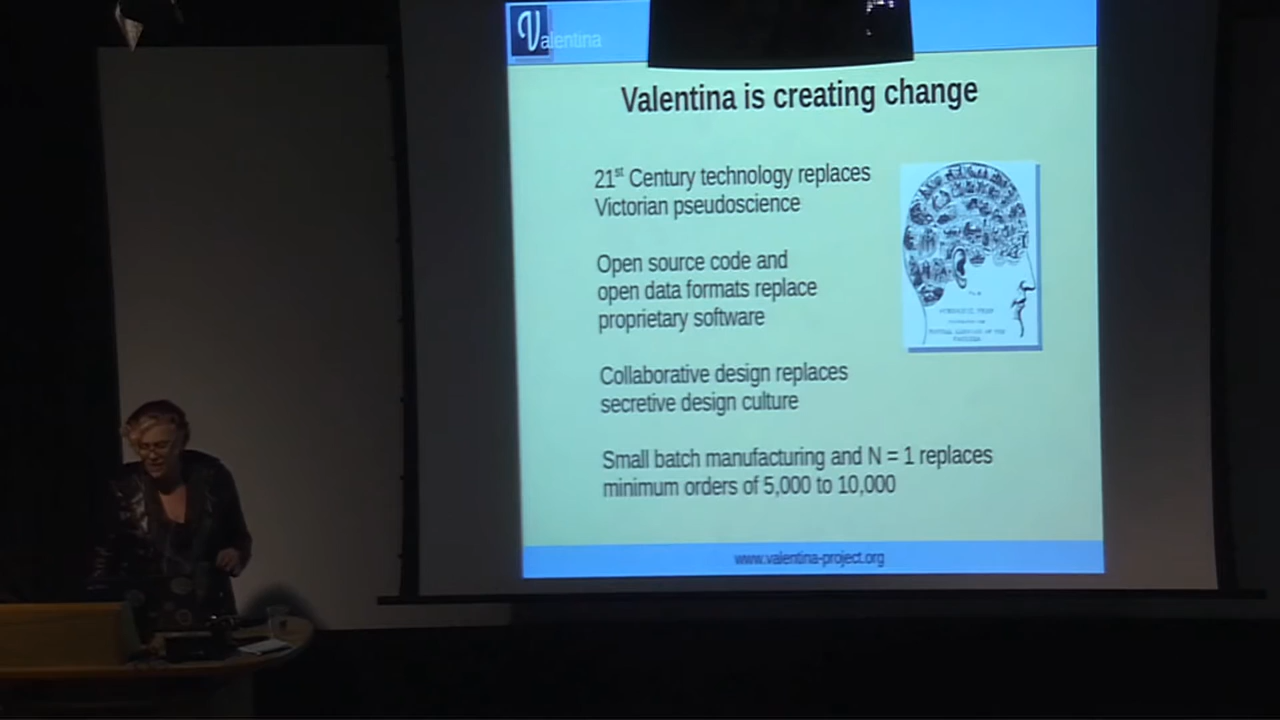 Valentina
Valentina is creating change
21st Century technology replaces
Victorian pseudoscience
Open source code and
open data formats replace
proprietary software
Collaborative design replaces
secretive design culture
Small batch manufacturing and N = 1 replaces
minimum orders of 5,000 to 10,000
www.valentina-project.org